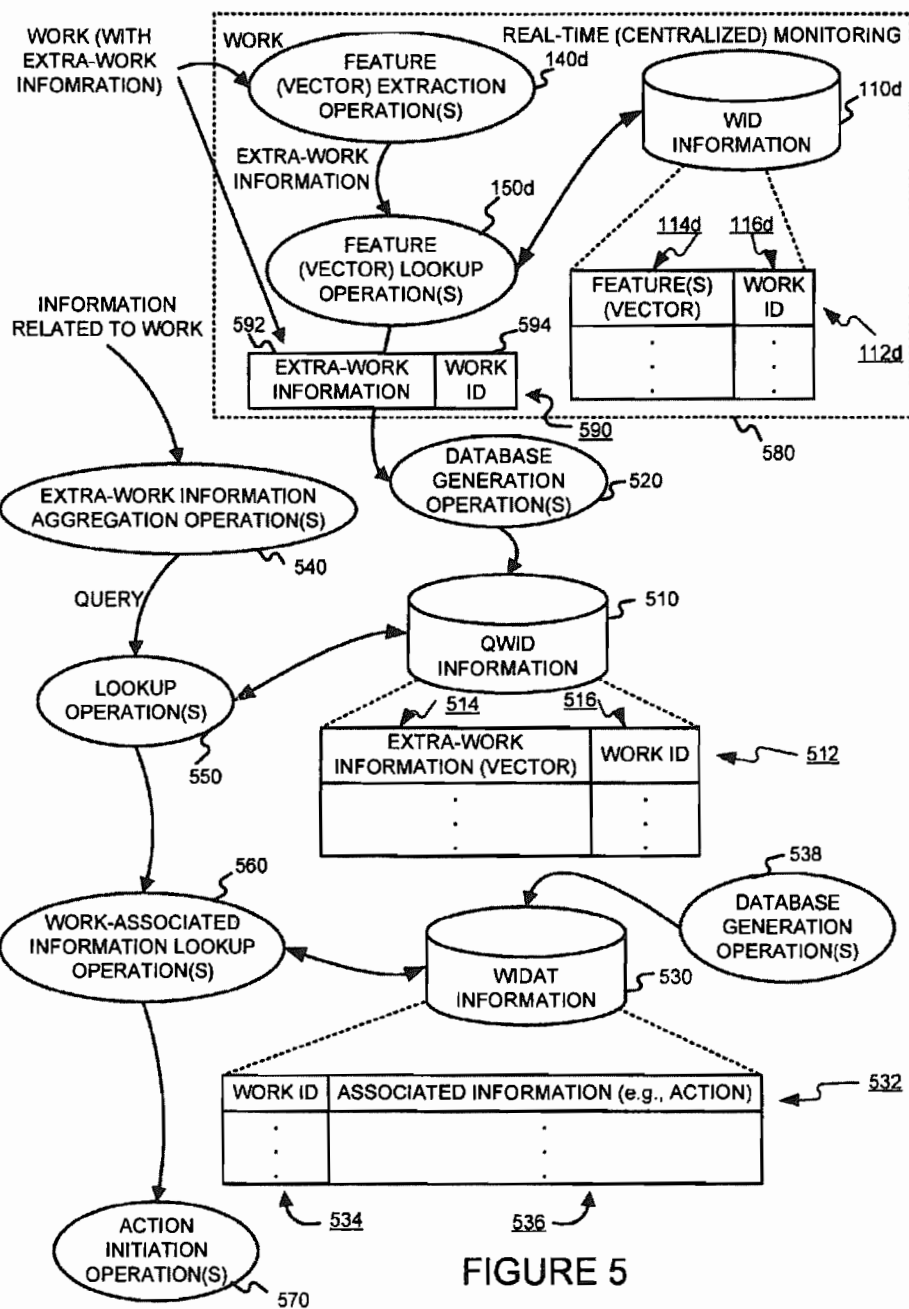 WORK (WITH
EXTRA-WORK
INFOMRATION)
WORK
REAL-TIME (CENTRALIZED) MONITORING
FEATURE
(VECTOR) EXTRACTION
OPERATION(S)
140d
110d
WID
INFORMATION
EXTRA-WORK
INFORMATION
150d
FEATURE
(VECTOR) LOOKUP
OPERATION(S)
114d
116d
FEATURE(S)
(VECTOR)
WORK
ID
112d
INFORMATION
RELATED TO WORK
592
594
EXTRA-WORK
INFORMATION
WORK
ID
590
580
EXTRA-WORK INFORMATION
AGGREGATION OPERATION(S)
540
DATABASE
GENERATION
OPERATION(S)
520
QUERY
510
QWID
INFORMATION
LOOKUP
OPERATION(S)
550
514
516
EXTRA-WORK
INFORMATION (VECTOR)
WORK ID
512
560
WORK-ASSOCIATED
INFORMATION LOOKUP
OPERATION(S)
538
DATABASE
GENERATION
OPERATION(S)
WIDAT
INFORMATION
530
WORK ID
ASSOCIATED INFORMATION (e.g., ACTION)
532
534
536
ACTION
INITIATION
OPERATION(S)
570
FIGURE 5